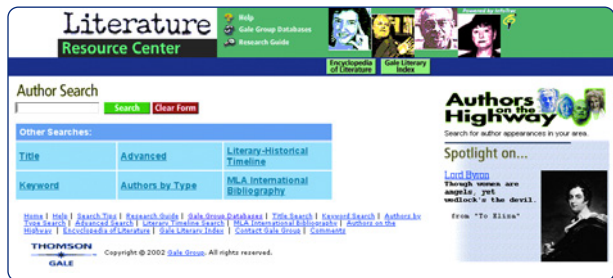 Literature
Resource Center
Help
Gale Group Databases
Research Guide
Powered by InfoTrac
Encyclopedia
of Literature
Gale Literary
Index
Author Search
Search
Clear Form
Other Searches:
Title
Advanced
Literary-Historical
Timeline
Keyword
Authors by Type
MLA International
Bibliography
Authors
on the
Highway
Search for author appearances in your area.
Spotlight on...
Lord Byron
Though women are
angels, yet
wedlock's the devil.
from "To Eliza"
Home | Help | Search Tips | Research Guide | Gale Group Databases | Title Search | Keyword Search | Authors by
Type Search | Advanced Search | Literary Timeline Search | MLA International Bibliography | Authors on the
Highway | Encyclopedia of Literature | Gale Literary Index | Contact Gale Group | Comments
THOMSON
GALE
Copyright © 2002 Gale Group. All rights reserved.